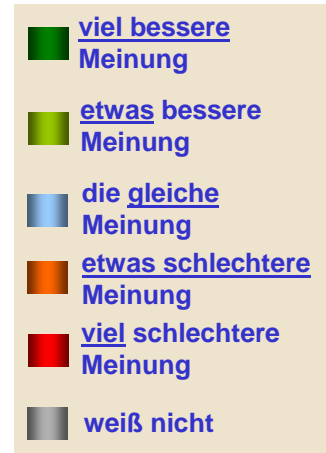 viel bessere
Meinung
etwas bessere
Meinung
die gleiche
Meinung
etwas schlechtere
Meinung
viel schlechtere
Meinung
weiß nicht